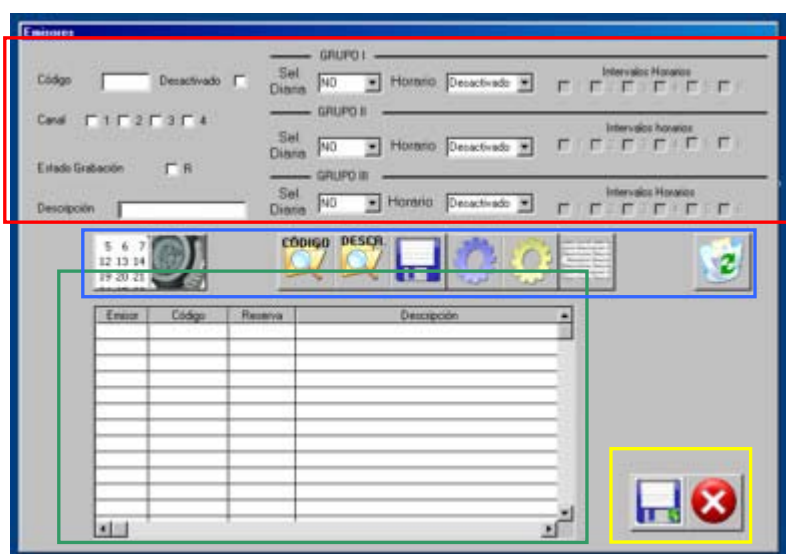 Emisores
GRUPO I
Código Desactivado Sel. Diaria NO Horario Desactivado Intervalos Horarios
Canal 1 2 3 4
GRUPO II
Sel. Diaria NO Horario Desactivado Intervalos horarios
Estado Grabación R
GRUPO III
Descripción Sel. Diaria NO Horario Desactivado Intervalos Horarios
CÓDIGO DESCR.
5 6 7
12 13 14
19 20 21
Emisor Código Reserva Descripción